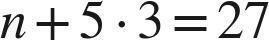 n + 5 · 3 = 27